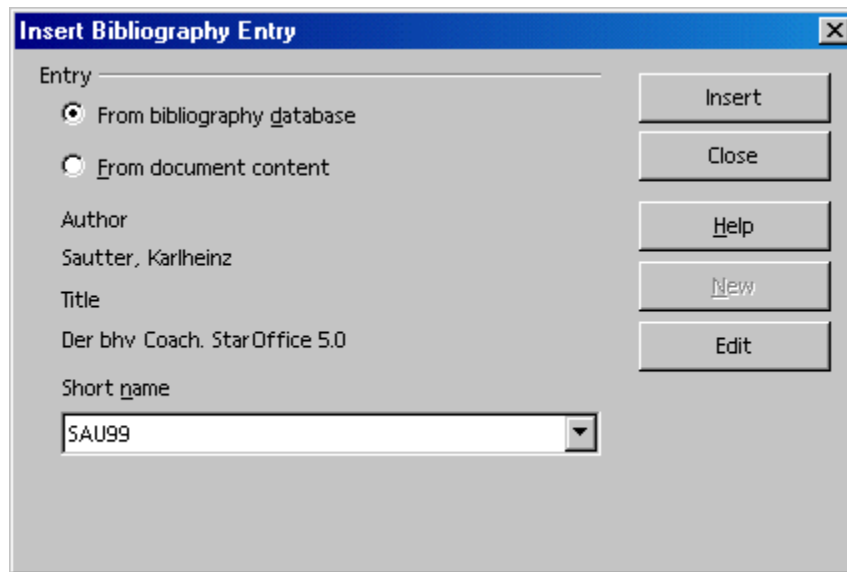 Insert Bibliography Entry
Entry
From bibliography database
From document content
Author
Sautter, Karlheinz
Title
Der bhv Coach. StarOffice 5.0
Short name
SAU99
Insert
Close
Help
New
Edit